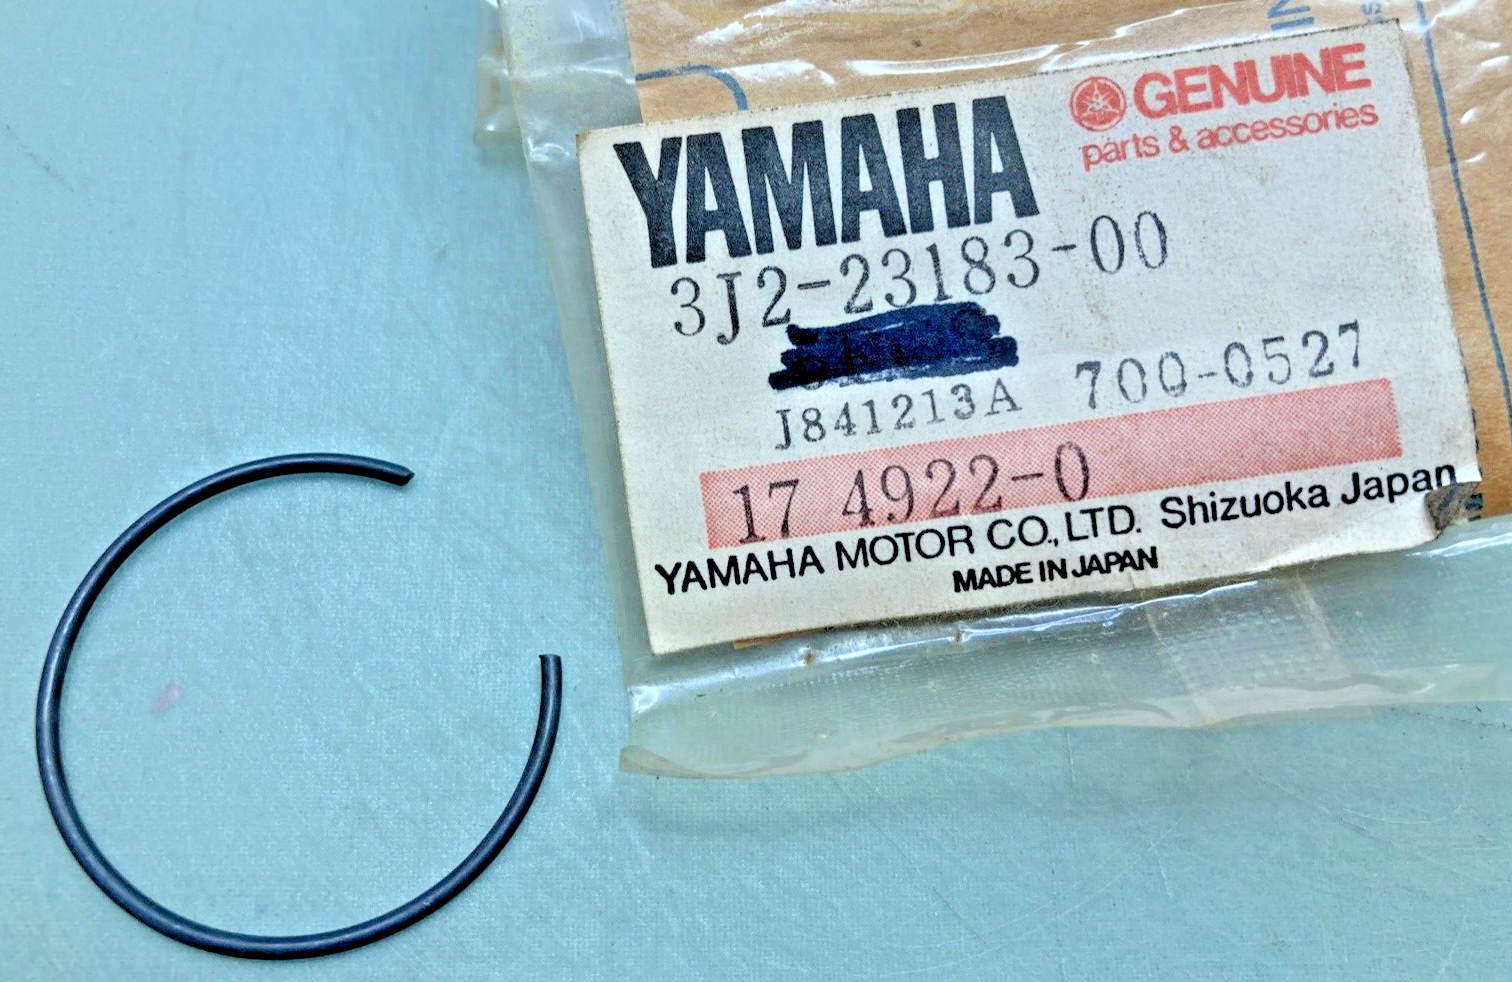 GENUINE
parts & accessories
YAMAHA
3J2-23183-00
J841213A 700-0527
17 4922-0
YAMAHA MOTOR CO., LTD. Shizuoka Japan
MADE IN JAPAN
IN